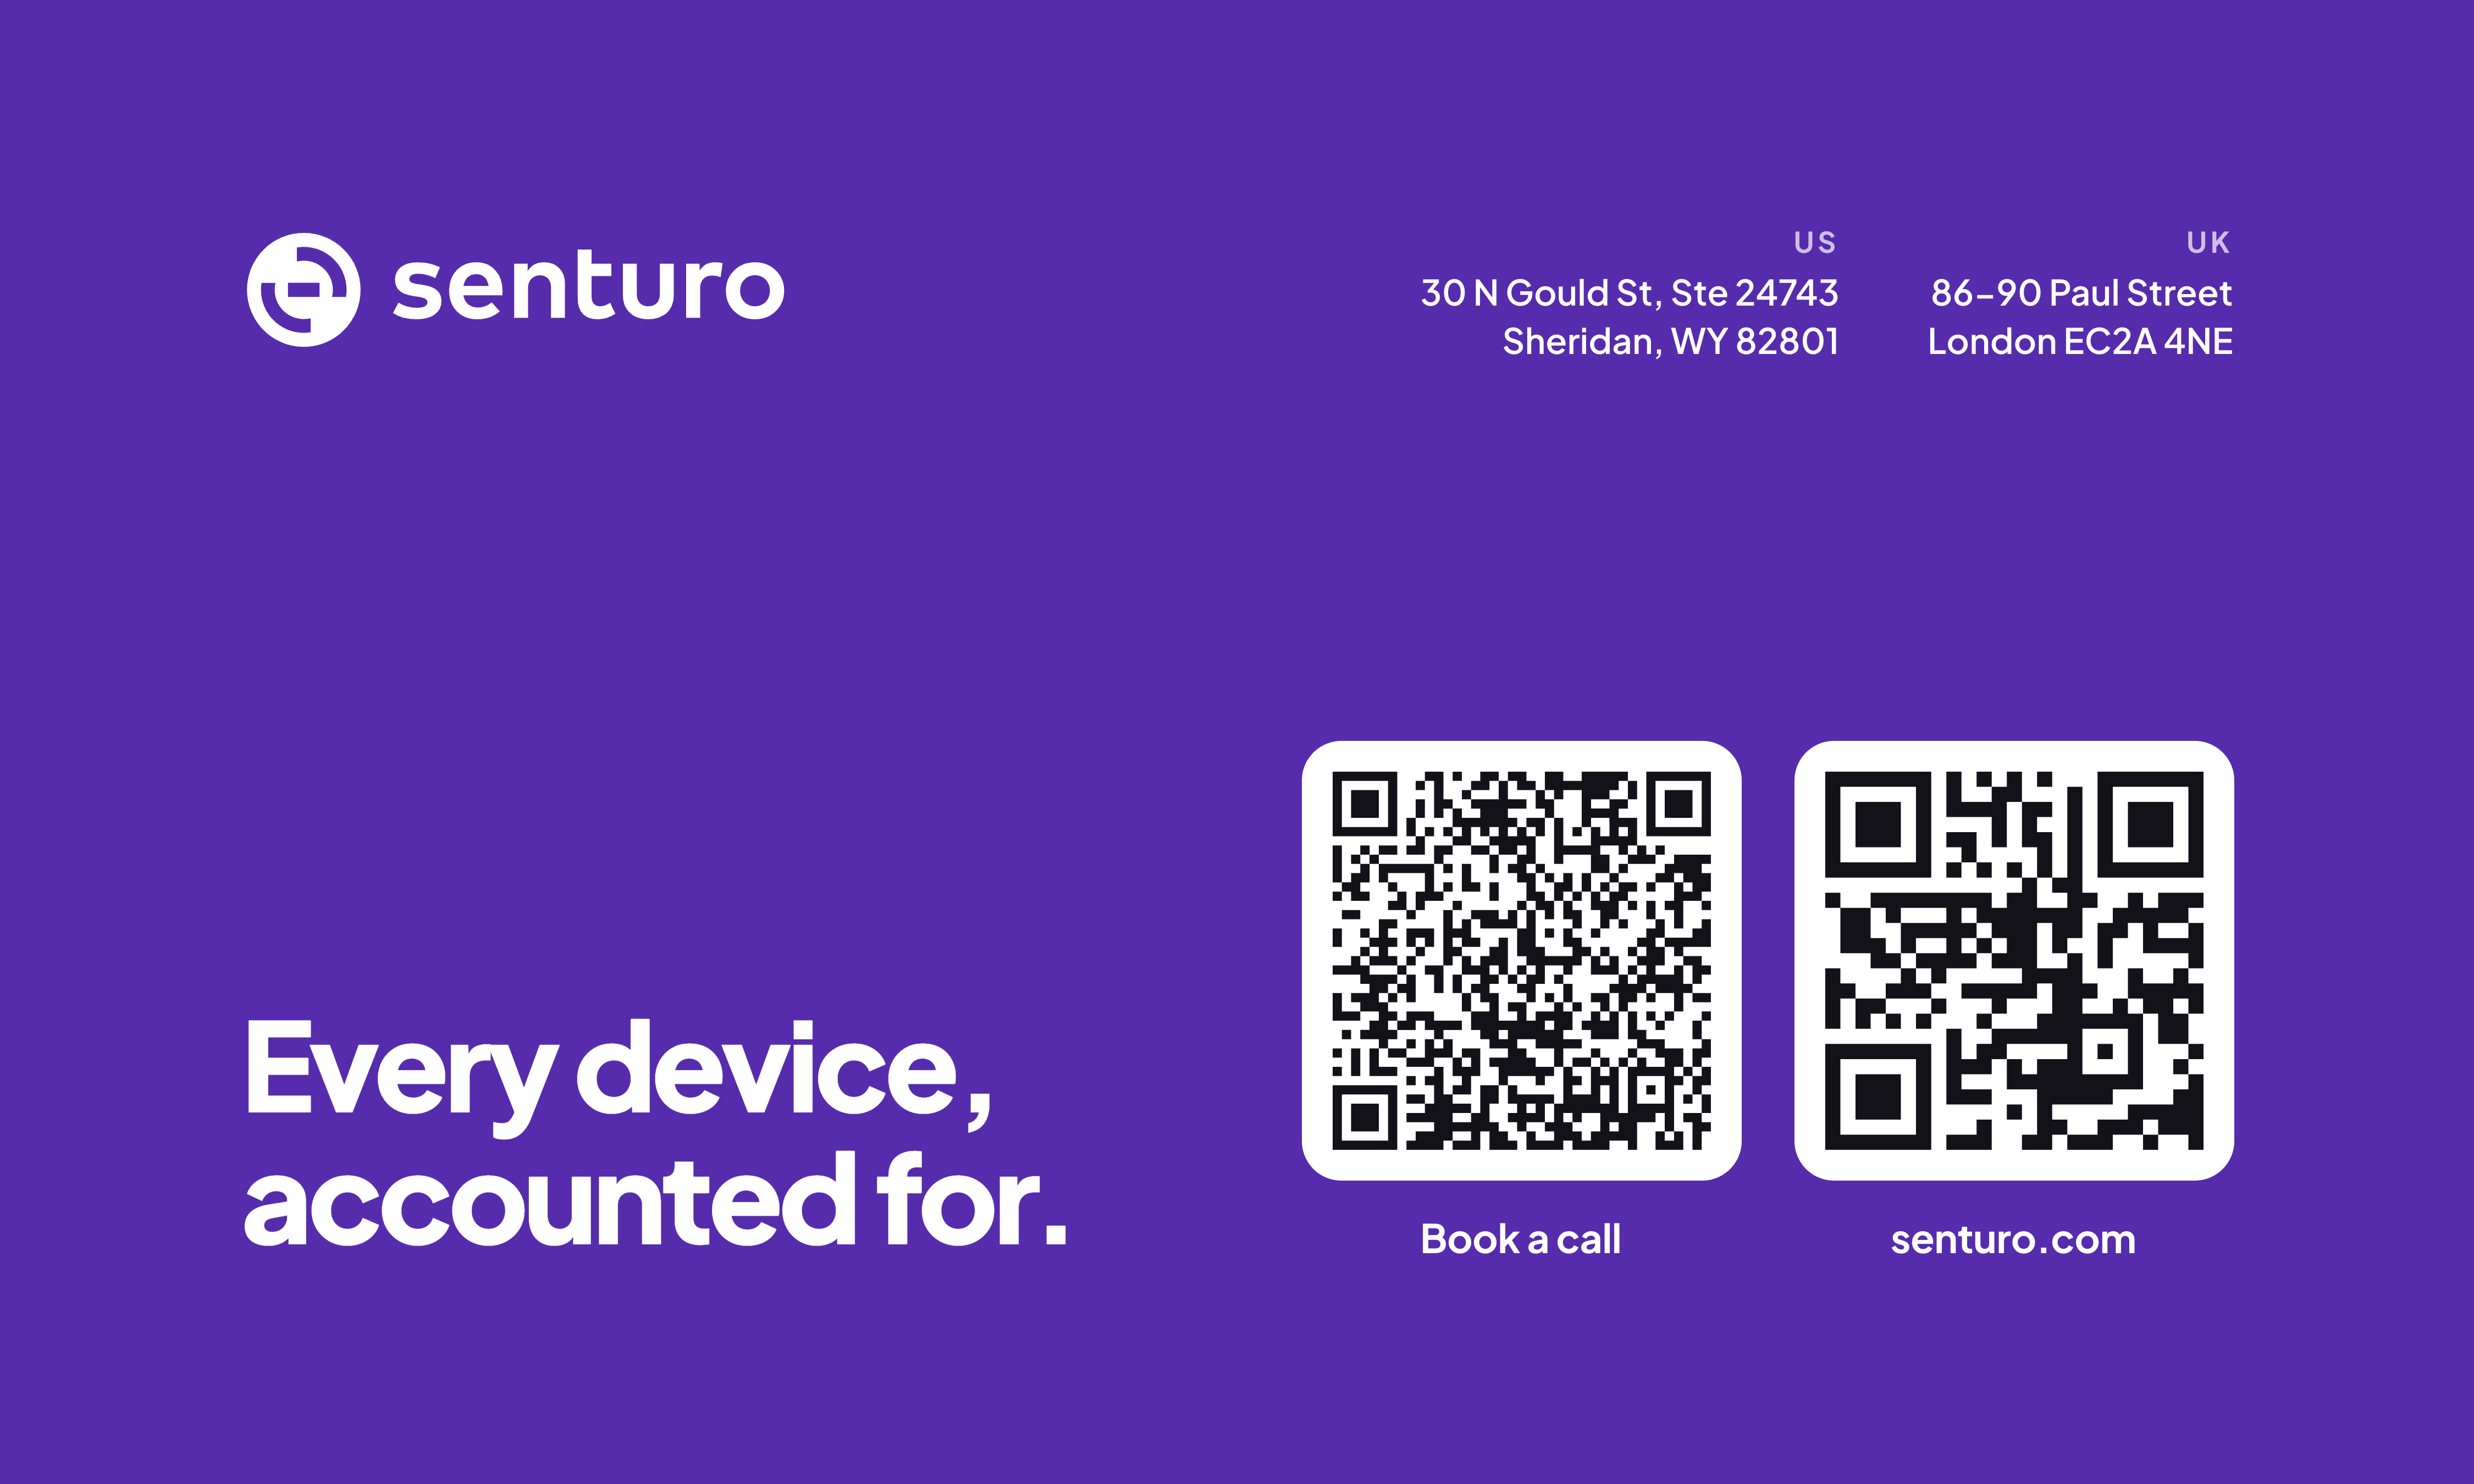 senturo
US
30 N Gould St, Ste 24743
Sheridan, WY 82801
UK
86–90 Paul Street
London EC2A 4NE
Every device,
accounted for.
Book a call
senturo.com